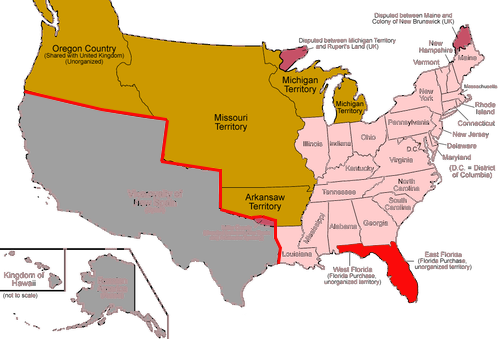 Disputed between Maine and
Colony of New Brunswick (UK)
Disputed between Michigan Territory
and Rupert's Land (UK)
Oregon Country
(Shared with United Kingdom)
(Unorganized)
New
Hampshire
Vermont
Maine
Michigan
Territory
Massachusetts
New
York
Michigan
Territory
Rhode
Island
Missouri
Territory
Connecticut
Pennsylvania
New Jersey
Illinois
Indiana
Ohio
Delaware
D.C.
Maryland
(D.C. = District
of Columbia)
Virginia
Kentucky
Arkansaw
Territory
North
Carolina
Tennessee
South
Carolina
Mississippi
Alabama
Georgia
Louisiana
East Florida
(Florida Purchase,
unorganized territory)
West Florida
(Florida Purchase,
unorganized territory)
Kingdom of
Hawaii
(not to scale)